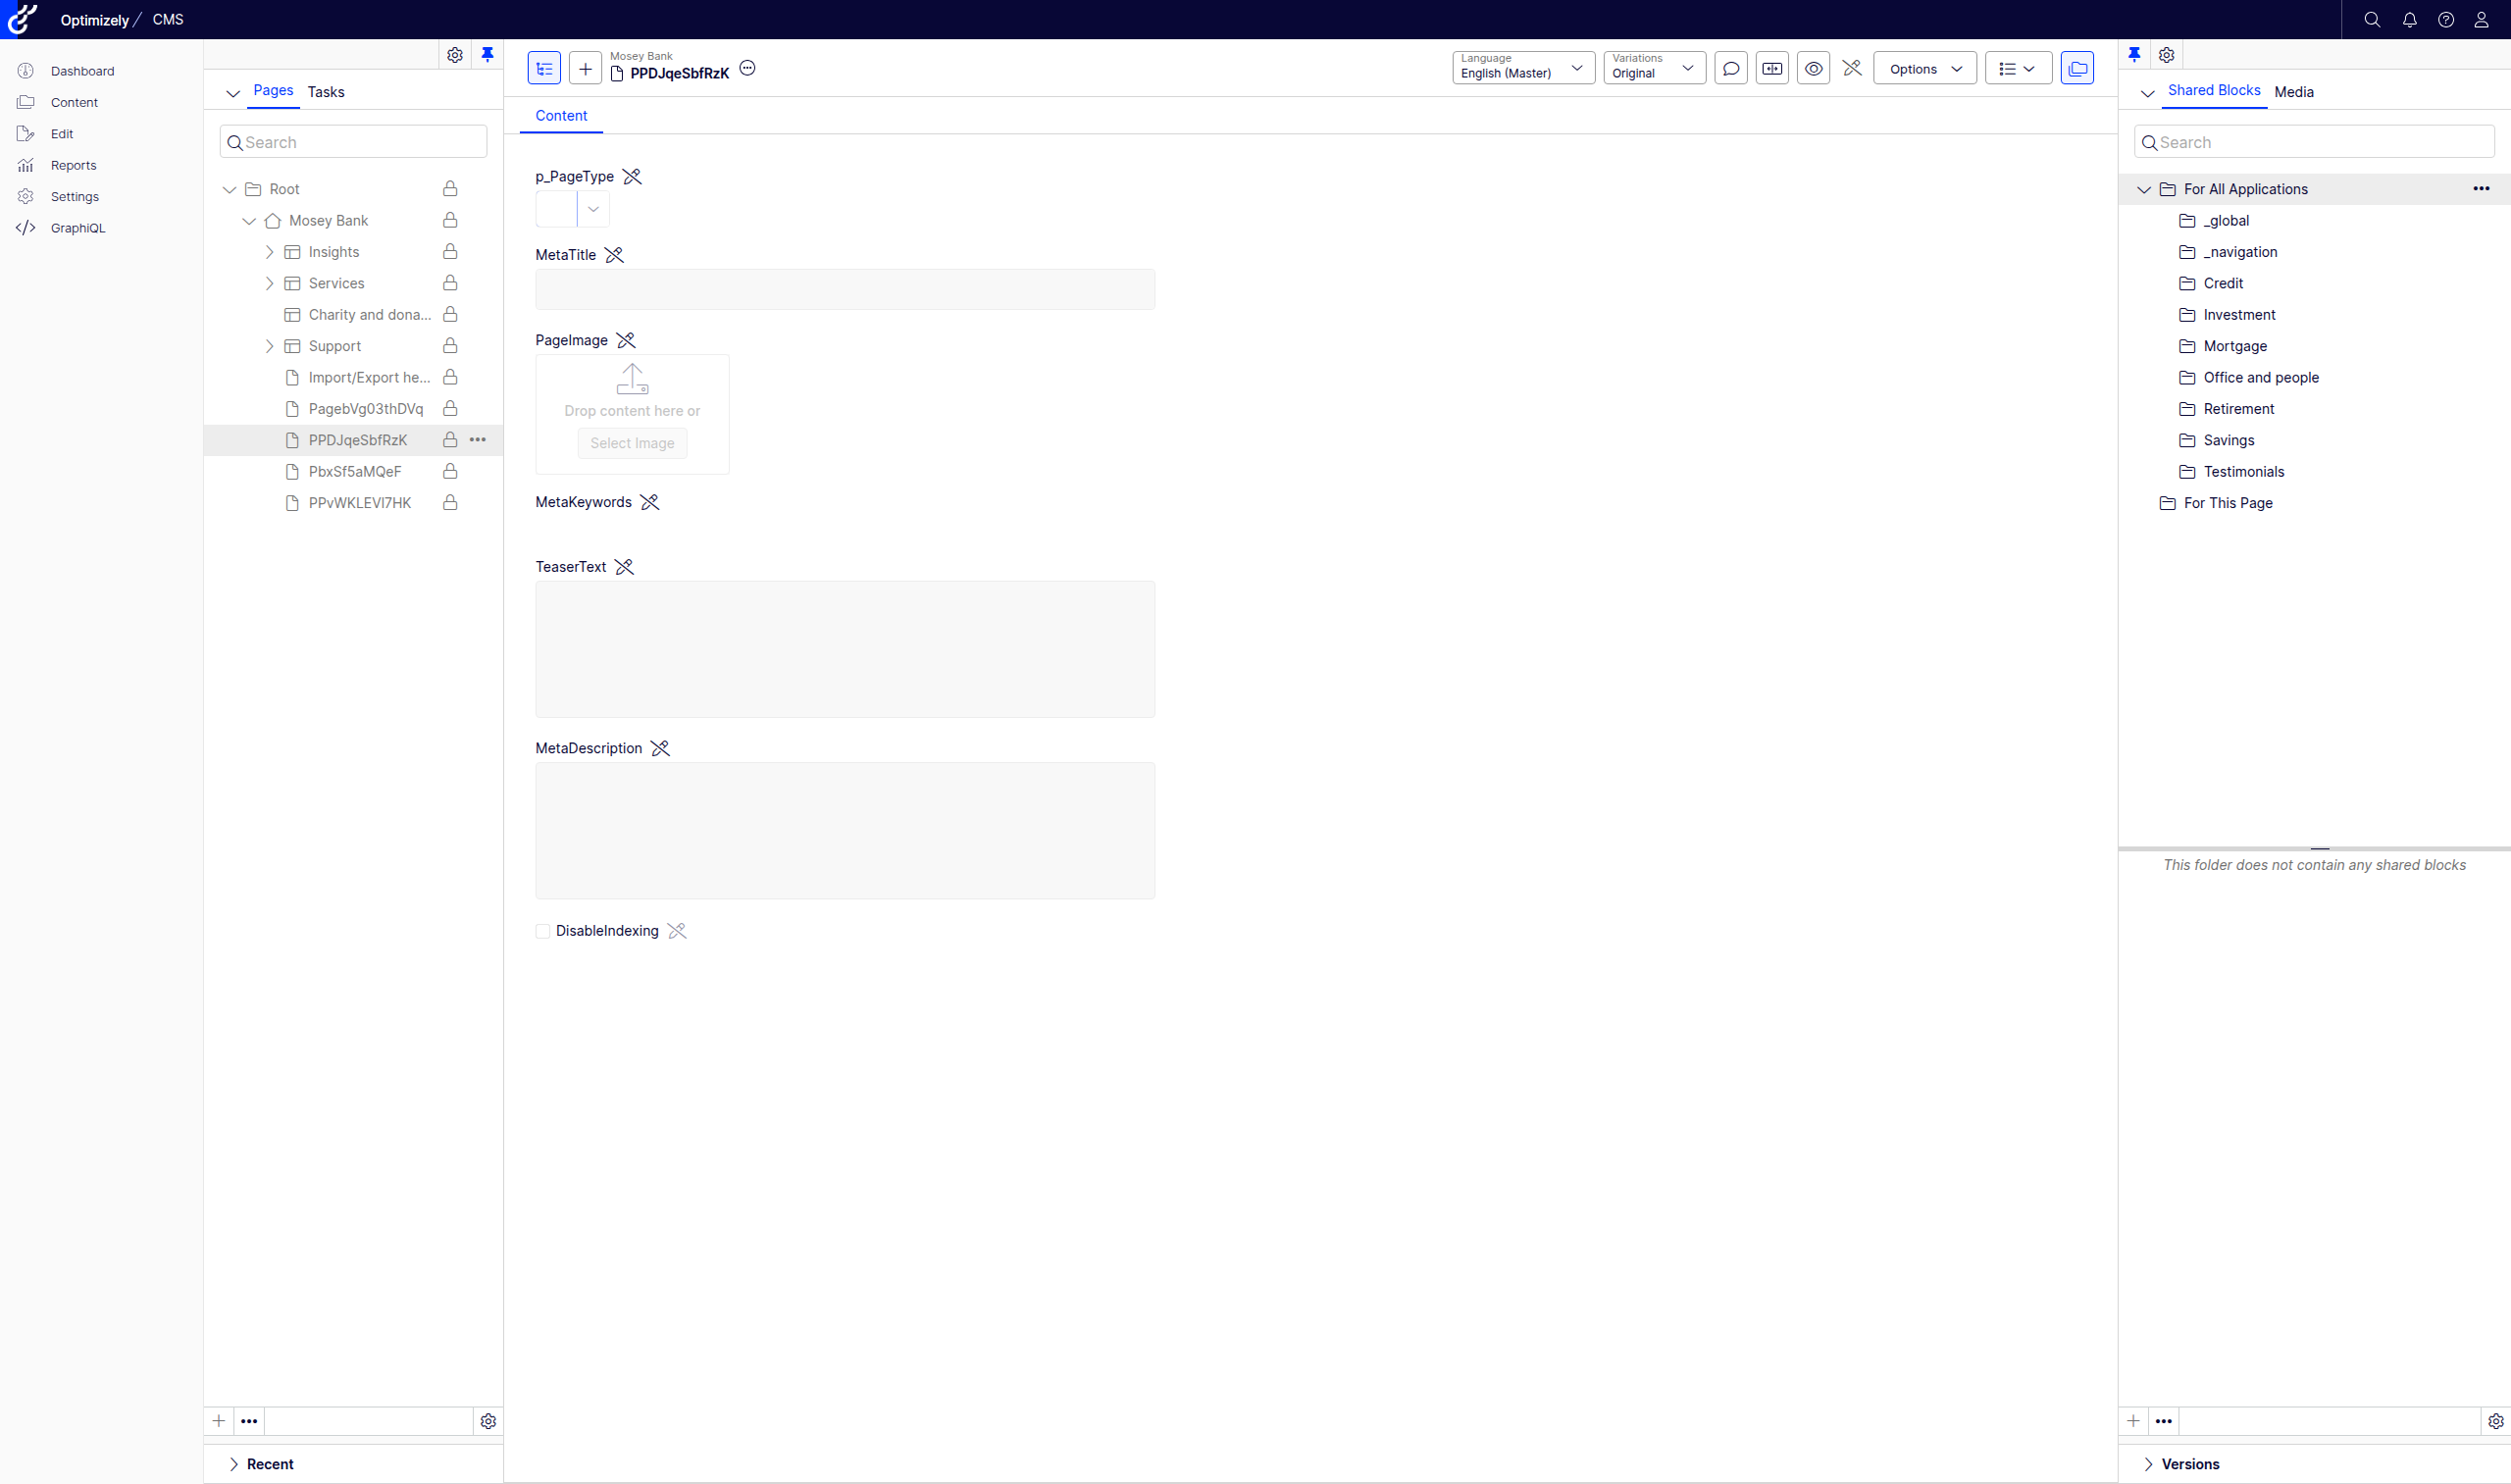 Optimizely / CMS
Dashboard
Content
Edit
Reports
Settings
GraphiQL
Pages Tasks
Search
Root
Mosey Bank
Insights
Services
Charity and dona...
Support
Import/Export he...
PagebVg03thDVq
PPDJqeSbfRzK
PbxSf5aMQeF
PPvWKLEVI7HK
Recent
Mosey Bank
PPDJqeSbfRzK
Language
English (Master)
Variations
Original
Options
Content
p_PageType
MetaTitle
PageImage
Drop content here or
Select Image
MetaKeywords
TeaserText
MetaDescription
DisableIndexing
Shared Blocks Media
Search
For All Applications
_global
_navigation
Credit
Investment
Mortgage
Office and people
Retirement
Savings
Testimonials
For This Page
This folder does not contain any shared blocks
Versions